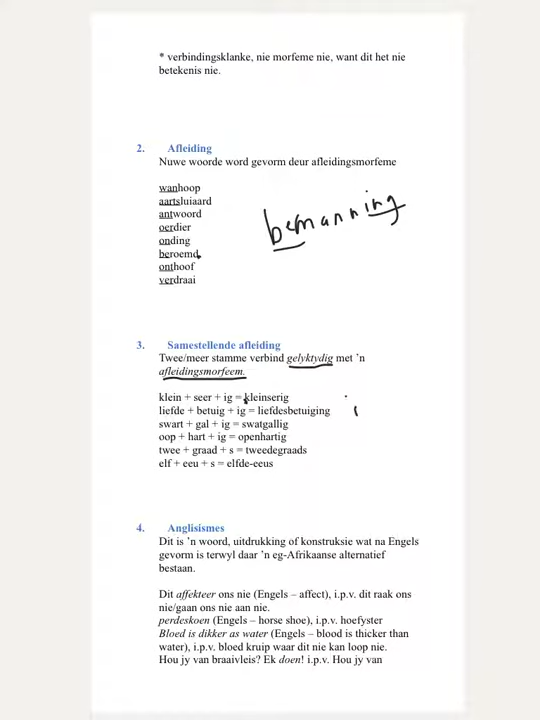 * verbindingsklanke, nie morfeme nie, want dit het nie
betekenis nie.
2. Afleiding
Nuwe woorde word gevorm deur afleidingsmorfeme
wanhoop
aartsluiaard
antwoord
oerdier
onding
beroemd
onthoof
verdraai
bemanning
3. Samestellende afleiding
Twee/meer stamme verbind gelyktydig met ’n
afleidingsmorfeem.
klein + seer + ig = kleinserig
liefde + betuig + ing = liefdesbetuiging
swart + gal + ig = swatgallig
oop + hart + ig = openhartig
twee + graad + s = tweedegraads
elf + eeu + s = elfde-eeus
4. Anglisismes
Dit is ’n woord, uitdrukking of konstruksie wat na Engels
gevorm is terwyl daar ’n eg-Afrikaanse alternatief
bestaan.
Dit affekteer ons nie (Engels – affect), i.p.v. dit raak ons
nie/gaan ons nie aan nie.
perdeskoen (Engels – horse shoe), i.p.v. hoefyster
Bloed is dikker as water (Engels – blood is thicker than
water), i.p.v. bloed kruip waar dit nie kan loop nie.
Hou jy van braaivleis? Ek doen! i.p.v. Hou jy van